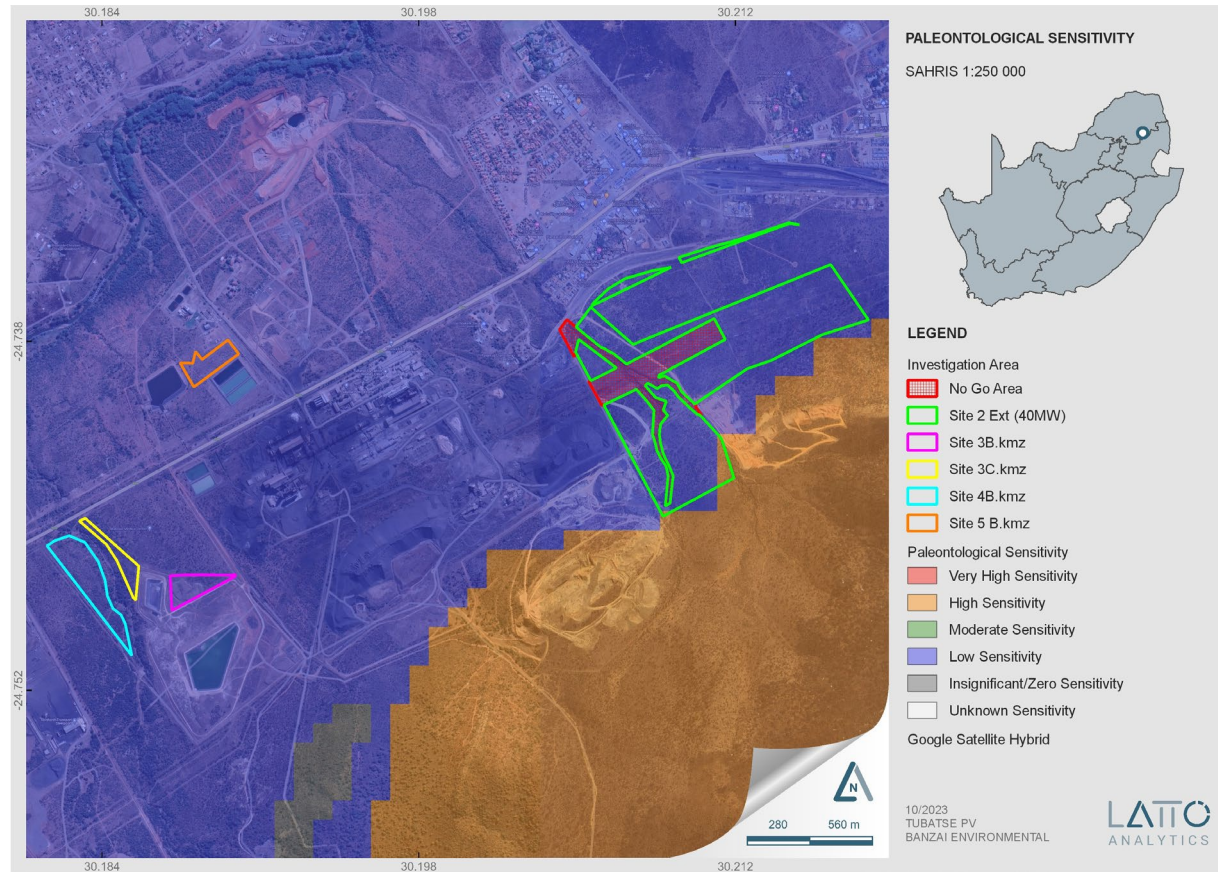 30.184
30.198
30.212
-24.738
-24.752
30.184
30.198
30.212
N
280
560 m
PALEONTOLOGICAL SENSITIVITY
SAHRIS 1:250 000
LEGEND
Investigation Area
No Go Area
Site 2 Ext (40MW)
Site 3B.kmz
Site 3C.kmz
Site 4B.kmz
Site 5 B.kmz
Paleontological Sensitivity
Very High Sensitivity
High Sensitivity
Moderate Sensitivity
Low Sensitivity
Insignificant/Zero Sensitivity
Unknown Sensitivity
Google Satellite Hybrid
10/2023
TUBATSE PV
BANZAI ENVIRONMENTAL
LATTO
ANALYTICS